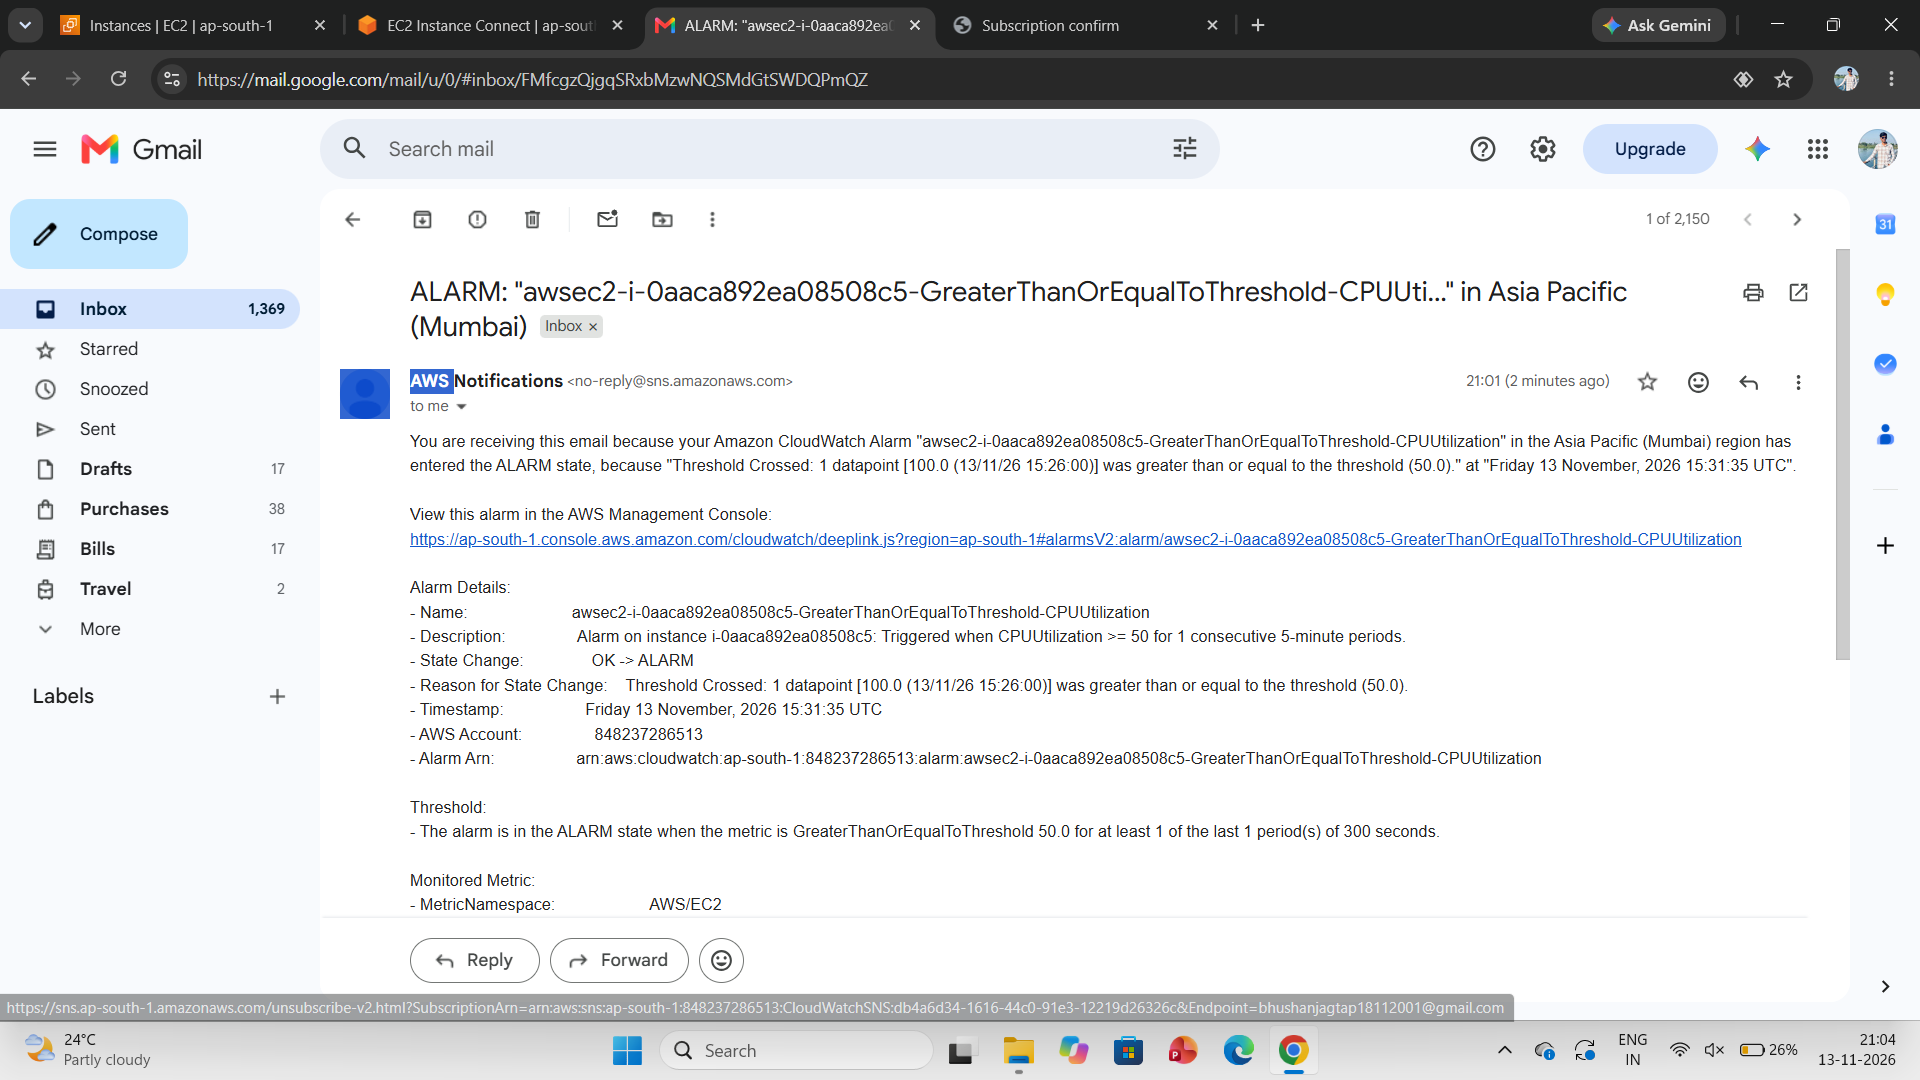 Instances | EC2 | ap-south-1
EC2 Instance Connect | ap-sout
ALARM: "awsec2-i-0aaca892ea0
Subscription confirm
Ask Gemini
https://mail.google.com/mail/u/0/#inbox/FMfcgzQjgqSRxbMzwNQSMdGtSWDQPmQZ
Gmail
Search mail
Upgrade
Compose
1 of 2,150
Inbox 1,369
Starred
Snoozed
Sent
Drafts 17
Purchases 38
Bills 17
Travel 2
More
Labels
ALARM: "awsec2-i-0aaca892ea08508c5-GreaterThanOrEqualToThreshold-CPUUti..." in Asia Pacific
(Mumbai) Inbox ×
AWS Notifications <no-reply@sns.amazonaws.com> 21:01 (2 minutes ago)
to me
You are receiving this email because your Amazon CloudWatch Alarm "awsec2-i-0aaca892ea08508c5-GreaterThanOrEqualToThreshold-CPUUtilization" in the Asia Pacific (Mumbai) region has
entered the ALARM state, because "Threshold Crossed: 1 datapoint [100.0 (13/11/26 15:26:00)] was greater than or equal to the threshold (50.0)." at "Friday 13 November, 2026 15:31:35 UTC".
View this alarm in the AWS Management Console:
https://ap-south-1.console.aws.amazon.com/cloudwatch/deeplink.js?region=ap-south-1#alarmsV2:alarm/awsec2-i-0aaca892ea08508c5-GreaterThanOrEqualToThreshold-CPUUtilization
Alarm Details:
- Name: awsec2-i-0aaca892ea08508c5-GreaterThanOrEqualToThreshold-CPUUtilization
- Description: Alarm on instance i-0aaca892ea08508c5: Triggered when CPUUtilization >= 50 for 1 consecutive 5-minute periods.
- State Change: OK -> ALARM
- Reason for State Change: Threshold Crossed: 1 datapoint [100.0 (13/11/26 15:26:00)] was greater than or equal to the threshold (50.0).
- Timestamp: Friday 13 November, 2026 15:31:35 UTC
- AWS Account: 848237286513
- Alarm Arn: arn:aws:cloudwatch:ap-south-1:848237286513:alarm:awsec2-i-0aaca892ea08508c5-GreaterThanOrEqualToThreshold-CPUUtilization
Threshold:
- The alarm is in the ALARM state when the metric is GreaterThanOrEqualToThreshold 50.0 for at least 1 of the last 1 period(s) of 300 seconds.
Monitored Metric:
- MetricNamespace: AWS/EC2
Reply
Forward
31
https://sns.ap-south-1.amazonaws.com/unsubscribe-v2.html?SubscriptionArn=arn:aws:sns:ap-south-1:848237286513:CloudWatchSNS:db4a6d34-1616-44c0-91e3-12219d26326c&Endpoint=bhushanjagtap18112001@gmail.com
24°C
Partly cloudy
Search
ENG
IN
26%
21:04
13-11-2026